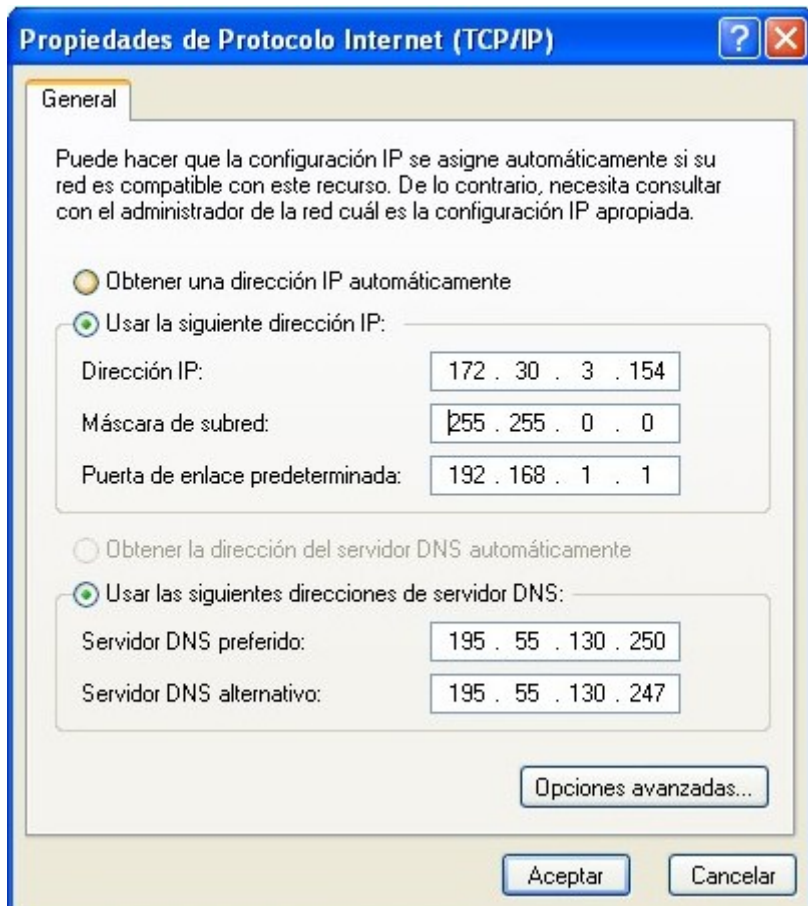 Propiedades de Protocolo Internet (TCP/IP)
General
Puede hacer que la configuración IP se asigne automáticamente si su
red es compatible con este recurso. De lo contrario, necesita consultar
con el administrador de la red cuál es la configuración IP apropiada.
Obtener una dirección IP automáticamente
Usar la siguiente dirección IP:
Dirección IP: 172 . 30 . 3 . 154
Máscara de subred: 255 . 255 . 0 . 0
Puerta de enlace predeterminada: 192 . 168 . 1 . 1
Obtener la dirección del servidor DNS automáticamente
Usar las siguientes direcciones de servidor DNS:
Servidor DNS preferido: 195 . 55 . 130 . 250
Servidor DNS alternativo: 195 . 55 . 130 . 247
Opciones avanzadas...
Aceptar Cancelar